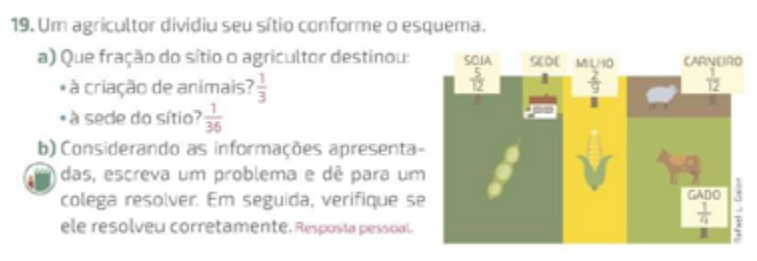 19. Um agricultor dividiu seu sítio conforme o esquema.
a) Que fração do sítio o agricultor destinou:
• à criação de animais? 1/3
• à sede do sítio? 1/36
b) Considerando as informações apresenta-
das, escreva um problema e dê para um
colega resolver. Em seguida, verifique se
ele resolveu corretamente. Resposta pessoal.
SOJA
5/12
SEDE
MILHO
2/9
CARNEIRO
1/12
GADO
1/4
Rafael L. Gaion